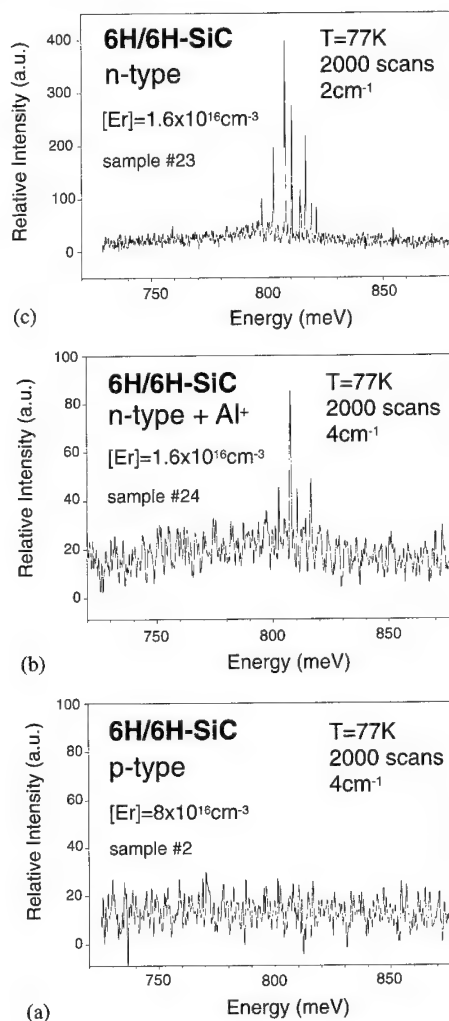 Relative Intensity (a.u.)
400
300
200
100
0
6H/6H-SiC
n-type
[Er]=1.6x10¹⁶cm⁻³
sample #23
T=77K
2000 scans
2cm⁻¹
750
800
850
Energy (meV)
(c)
Relative Intensity (a.u.)
100
80
60
40
20
0
6H/6H-SiC
n-type + Al⁺
[Er]=1.6x10¹⁶cm⁻³
sample #24
T=77K
2000 scans
4cm⁻¹
750
800
850
Energy (meV)
(b)
Relative Intensity (a.u.)
100
80
60
40
20
0
6H/6H-SiC
p-type
[Er]=8x10¹⁶cm⁻³
sample #2
T=77K
2000 scans
4cm⁻¹
750
800
850
Energy (meV)
(a)